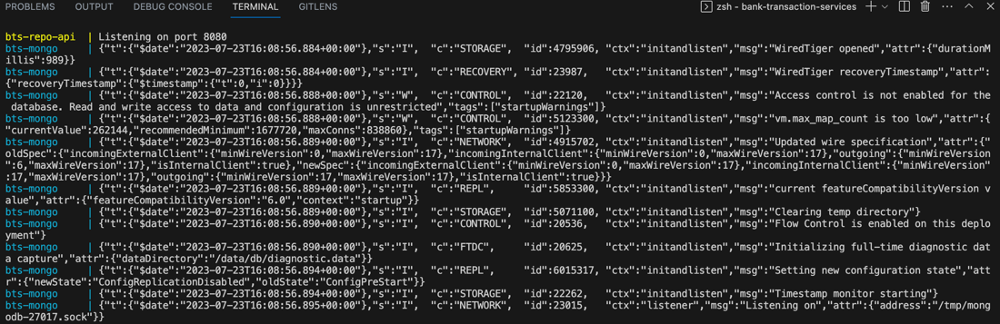 PROBLEMS OUTPUT DEBUG CONSOLE TERMINAL GITLENS zsh - bank-transaction-services
bts-repo-api | Listening on port 8080
bts-mongo | {"t":{"$date":"2023-07-23T16:08:56.884+00:00"},"s":"I", "c":"STORAGE", "id":4795906, "ctx":"initandlisten","msg":"WiredTiger opened","attr":{"durationM
illis":989}}
bts-mongo | {"t":{"$date":"2023-07-23T16:08:56.884+00:00"},"s":"I", "c":"RECOVERY", "id":23987, "ctx":"initandlisten","msg":"WiredTiger recoveryTimestamp","attr":
{"recoveryTimestamp":{"$timestamp":{"t":0,"i":0}}}}
bts-mongo | {"t":{"$date":"2023-07-23T16:08:56.888+00:00"},"s":"W", "c":"CONTROL", "id":22120, "ctx":"initandlisten","msg":"Access control is not enabled for the
database. Read and write access to data and configuration is unrestricted","tags":["startupWarnings"]}
bts-mongo | {"t":{"$date":"2023-07-23T16:08:56.888+00:00"},"s":"W", "c":"CONTROL", "id":5123300, "ctx":"initandlisten","msg":"vm.max_map_count is too low","attr":{
"currentValue":262144,"recommendedMinimum":1677720,"maxConns":838860},"tags":["startupWarnings"]}
bts-mongo | {"t":{"$date":"2023-07-23T16:08:56.889+00:00"},"s":"I", "c":"NETWORK", "id":4915702, "ctx":"initandlisten","msg":"Updated wire specification","attr":{"
oldSpec":{"incomingExternalClient":{"minWireVersion":0,"maxWireVersion":17},"incomingInternalClient":{"minWireVersion":0,"maxWireVersion":17},"outgoing":{"minWireVersion
":6,"maxWireVersion":17},"isInternalClient":true},"newSpec":{"incomingExternalClient":{"minWireVersion":0,"maxWireVersion":17},"incomingInternalClient":{"minWireVersion"
:17,"maxWireVersion":17},"outgoing":{"minWireVersion":17,"maxWireVersion":17},"isInternalClient":true}}}
bts-mongo | {"t":{"$date":"2023-07-23T16:08:56.889+00:00"},"s":"I", "c":"REPL", "id":5853300, "ctx":"initandlisten","msg":"current featureCompatibilityVersion v
alue","attr":{"featureCompatibilityVersion":"6.0","context":"startup"}}
bts-mongo | {"t":{"$date":"2023-07-23T16:08:56.889+00:00"},"s":"I", "c":"STORAGE", "id":5071100, "ctx":"initandlisten","msg":"Clearing temp directory"}
bts-mongo | {"t":{"$date":"2023-07-23T16:08:56.890+00:00"},"s":"I", "c":"CONTROL", "id":20536, "ctx":"initandlisten","msg":"Flow Control is enabled on this deplo
yment"}
bts-mongo | {"t":{"$date":"2023-07-23T16:08:56.890+00:00"},"s":"I", "c":"FTDC", "id":20625, "ctx":"initandlisten","msg":"Initializing full-time diagnostic dat
a capture","attr":{"dataDirectory":"/data/db/diagnostic.data"}}
bts-mongo | {"t":{"$date":"2023-07-23T16:08:56.894+00:00"},"s":"I", "c":"REPL", "id":6015317, "ctx":"initandlisten","msg":"Setting new configuration state","att
r":{"newState":"ConfigReplicationDisabled","oldState":"ConfigPreStart"}}
bts-mongo | {"t":{"$date":"2023-07-23T16:08:56.894+00:00"},"s":"I", "c":"STORAGE", "id":22262, "ctx":"initandlisten","msg":"Timestamp monitor starting"}
bts-mongo | {"t":{"$date":"2023-07-23T16:08:56.895+00:00"},"s":"I", "c":"NETWORK", "id":23015, "ctx":"listener","msg":"Listening on","attr":{"address":"/tmp/mong
odb-27017.sock"}}